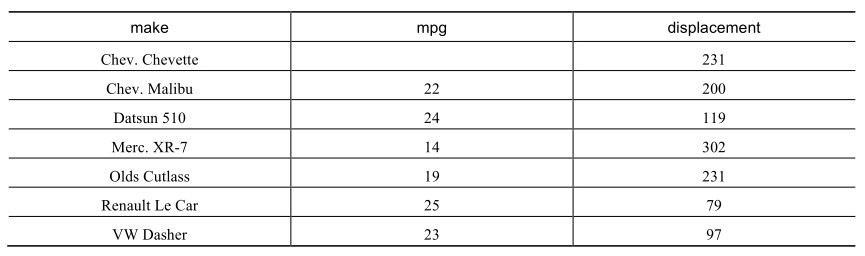 make mpg displacement
Chev. Chevette 231
Chev. Malibu 22 200
Datsun 510 24 119
Merc. XR-7 14 302
Olds Cutlass 19 231
Renault Le Car 25 79
VW Dasher 23 97